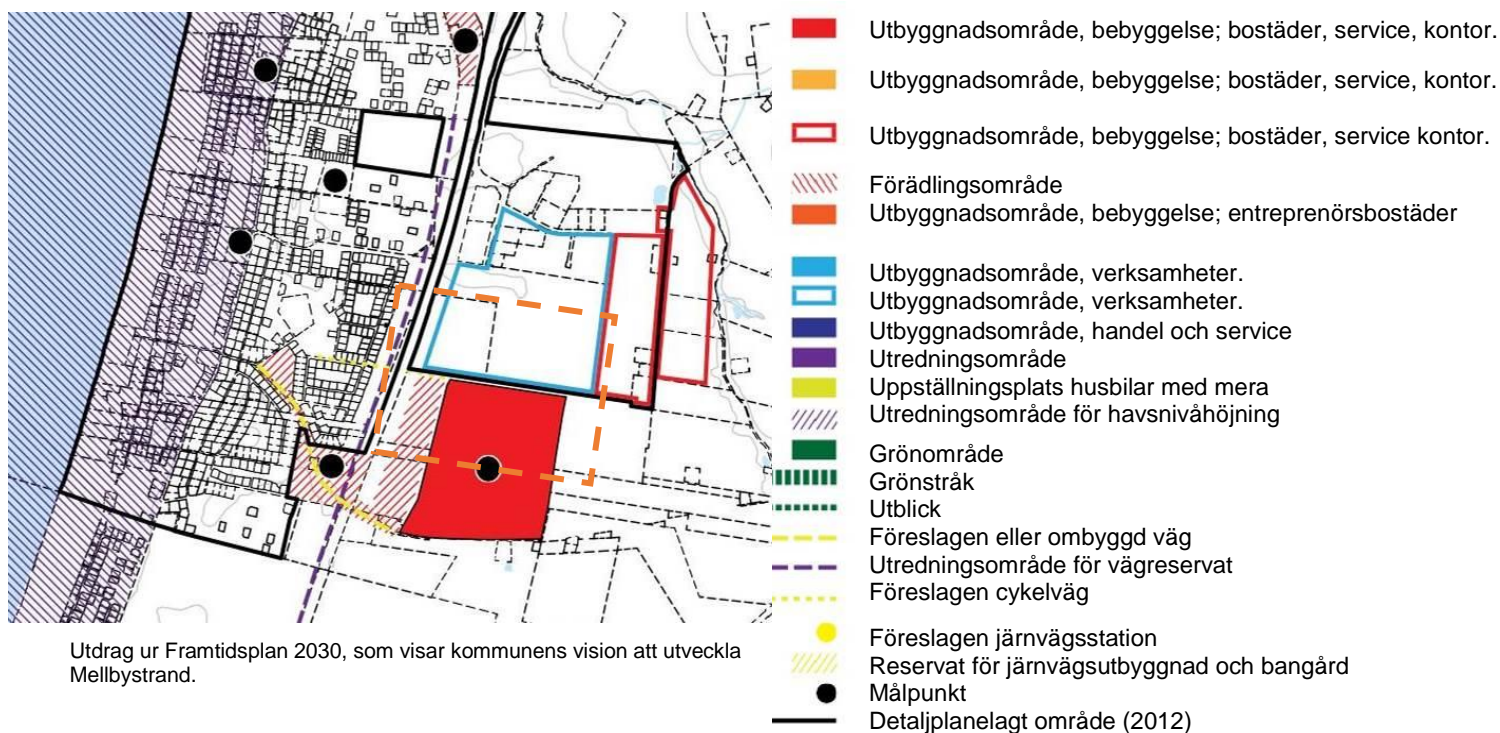 Utbyggnadsområde, bebyggelse; bostäder, service, kontor.
Utbyggnadsområde, bebyggelse; bostäder, service, kontor.
Utbyggnadsområde, bebyggelse; bostäder, service kontor.
Förädlingsområde
Utbyggnadsområde, bebyggelse; entreprenörsbostäder
Utbyggnadsområde, verksamheter.
Utbyggnadsområde, verksamheter.
Utbyggnadsområde, handel och service
Utredningsområde
Uppställningsplats husbilar med mera
Utredningsområde för havsnivåhöjning
Grönområde
Grönstråk
Utblick
Föreslagen eller ombyggd väg
Utredningsområde för vägreservat
Föreslagen cykelväg
Föreslagen järnvägsstation
Reservat för järnvägsutbyggnad och bangård
Målpunkt
Detaljplanelagt område (2012)
Utdrag ur Framtidsplan 2030, som visar kommunens vision att utveckla
Mellbystrand.